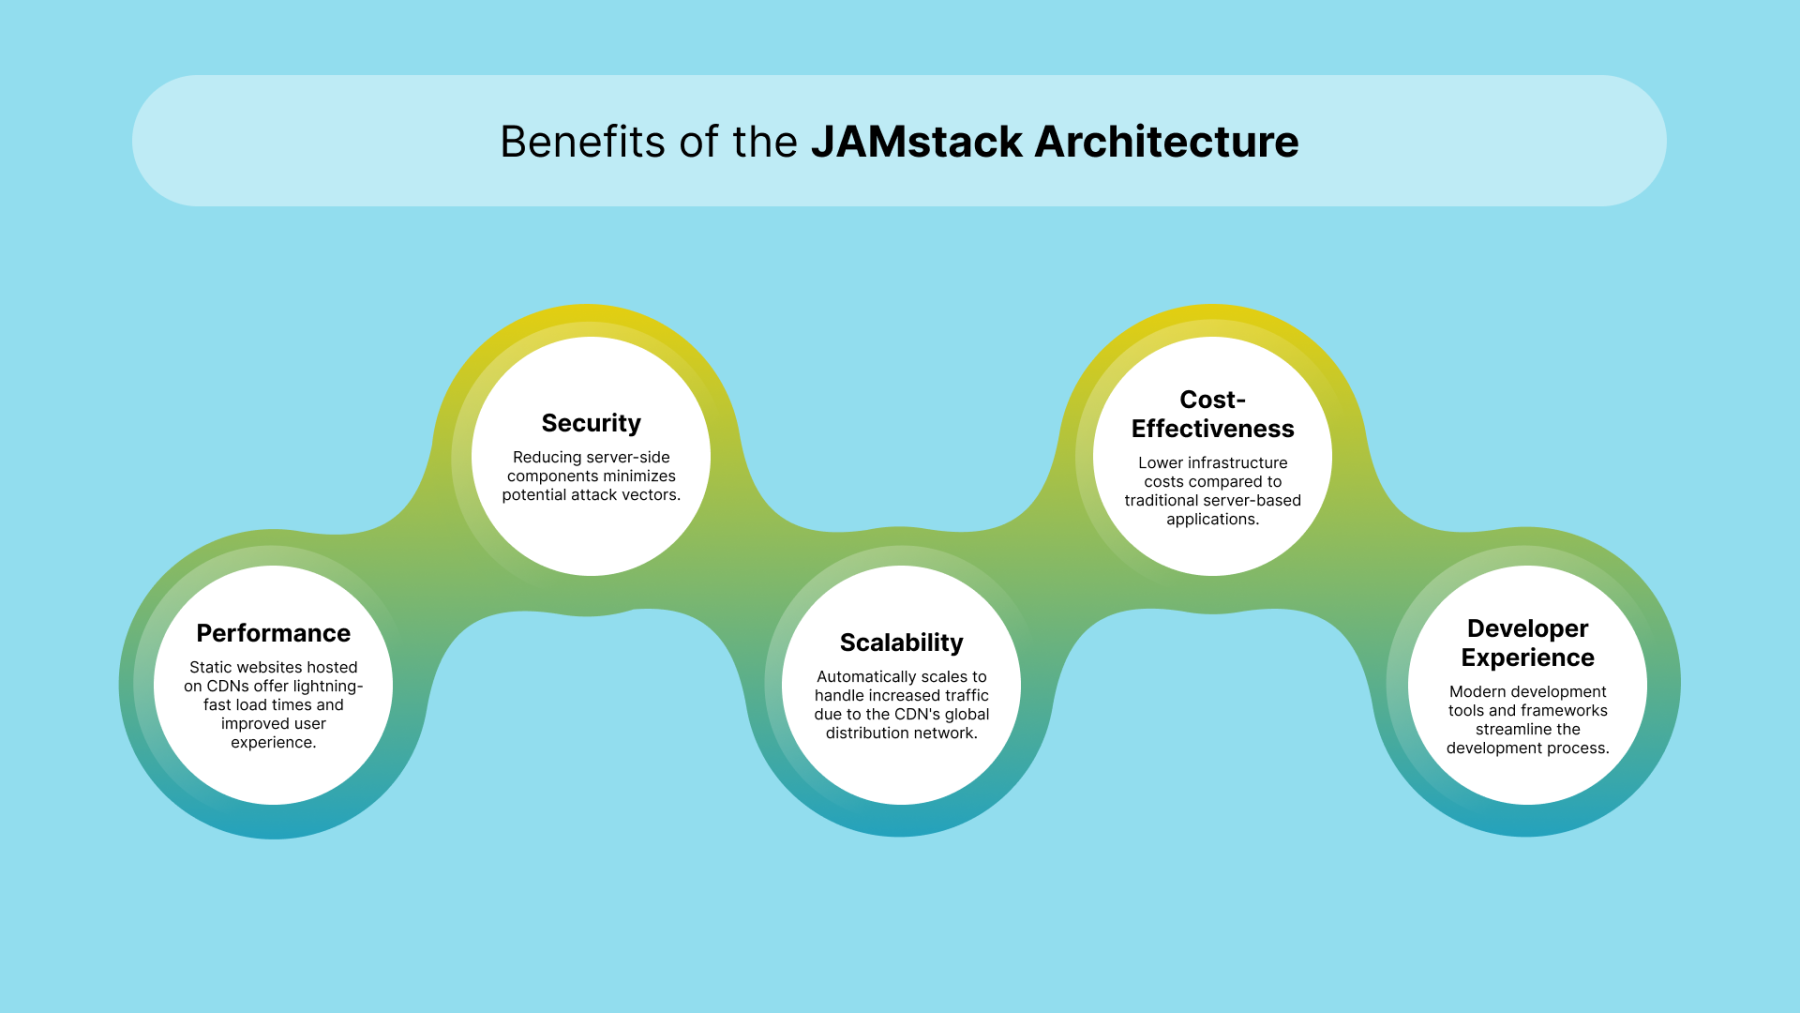 Benefits of the JAMstack Architecture
Performance
Static websites hosted
on CDNs offer lightning-
fast load times and
improved user
experience.
Security
Reducing server-side
components minimizes
potential attack vectors.
Scalability
Automatically scales to
handle increased traffic
due to the CDN's global
distribution network.
Cost-
Effectiveness
Lower infrastructure
costs compared to
traditional server-based
applications.
Developer
Experience
Modern development
tools and frameworks
streamline the
development process.